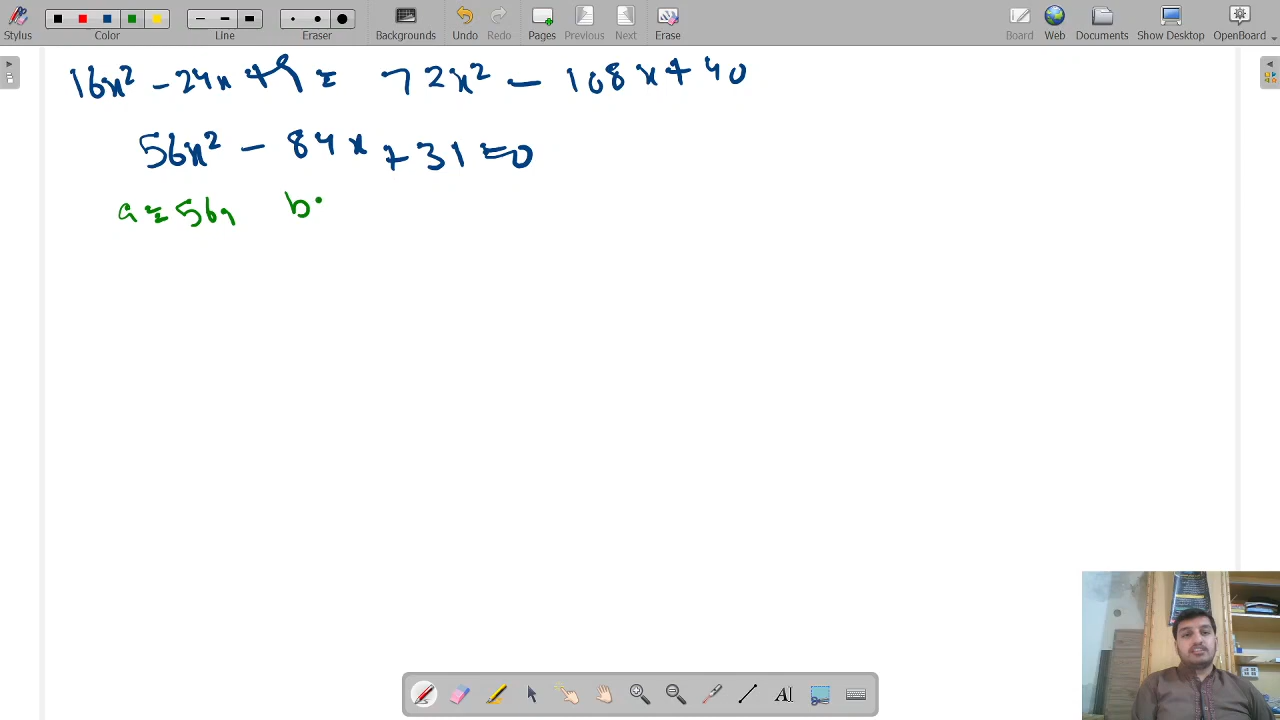 Stylus Color Line Eraser Backgrounds Undo Redo Pages Previous Next Erase Board Web Documents Show Desktop OpenBoard
16x² - 24x + 9 = 72x² - 108x + 40
56x² - 84x + 31 = 0
a = 56, b